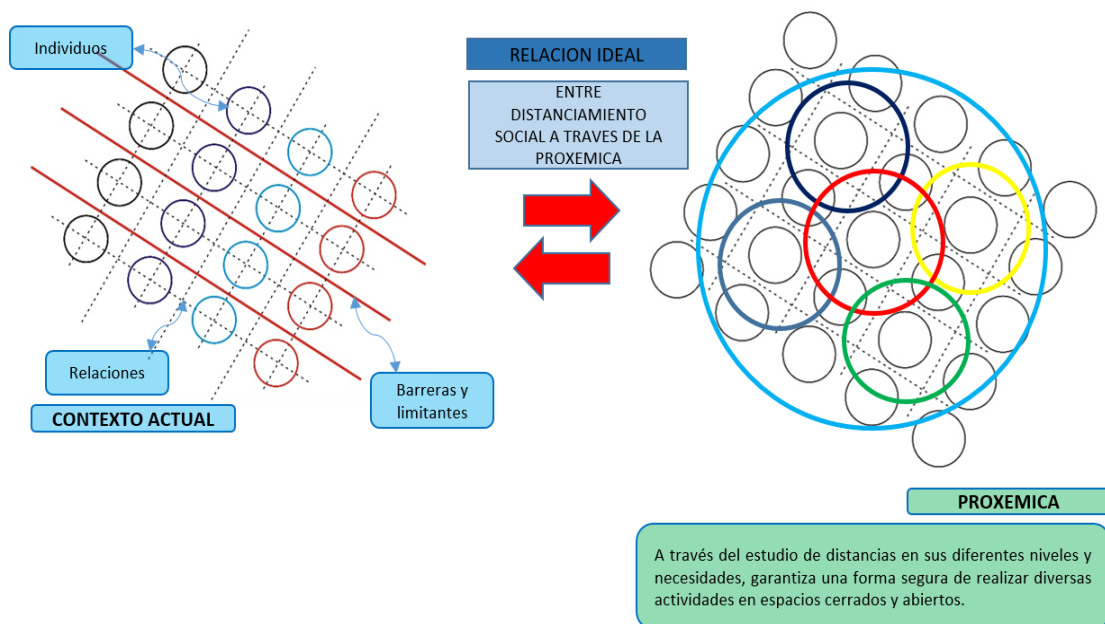 Individuos
RELACION IDEAL
ENTRE
DISTANCIAMIENTO
SOCIAL A TRAVES DE LA
PROXEMICA
Relaciones
Barreras y
limitantes
CONTEXTO ACTUAL
PROXEMICA
A través del estudio de distancias en sus diferentes niveles y
necesidades, garantiza una forma segura de realizar diversas
actividades en espacios cerrados y abiertos.